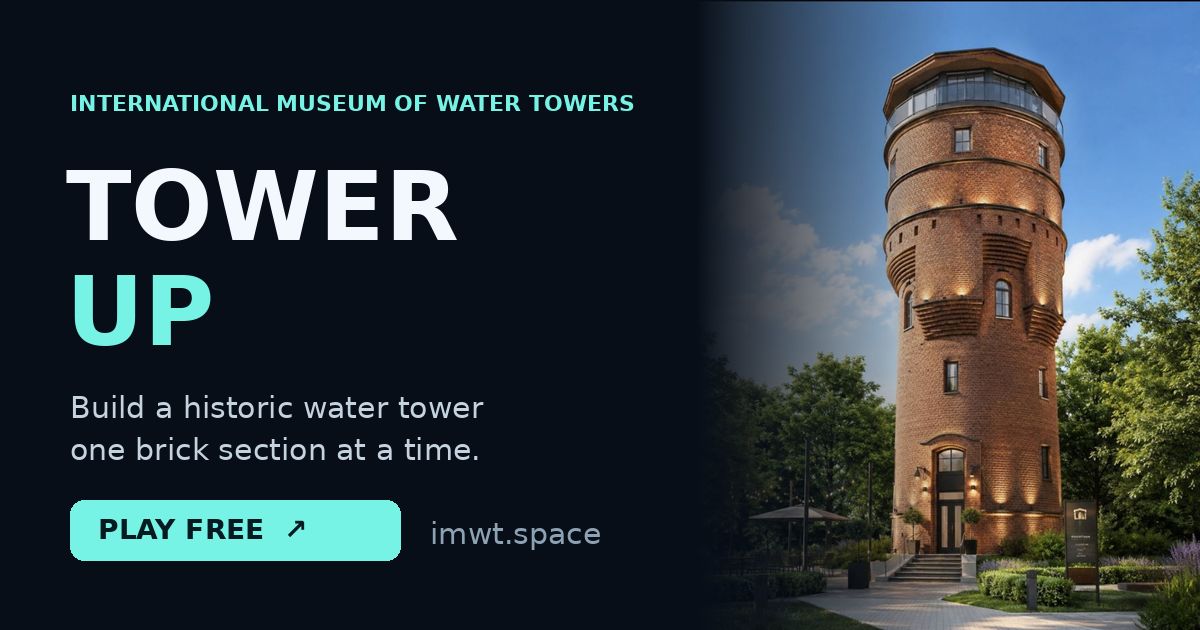 INTERNATIONAL MUSEUM OF WATER TOWERS
TOWER
UP
Build a historic water tower
one brick section at a time.
PLAY FREE ↗
imwt.space